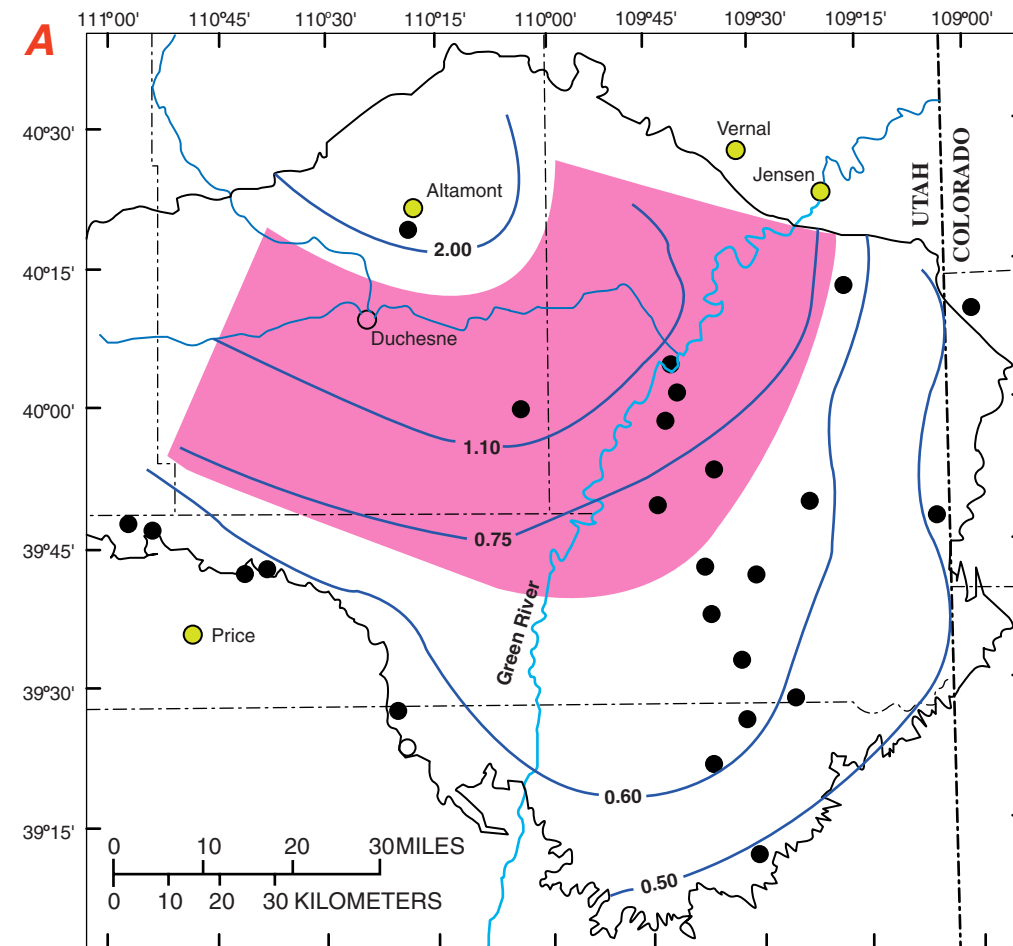 A
111°00' 110°45' 110°30' 110°15' 110°00' 109°45' 109°30' 109°15' 109°00'
40°30'
40°15'
40°00'
39°45'
39°30'
39°15'
Vernal
Jensen
UTAH
COLORADO
Altamont
2.00
Duchesne
1.10
0.75
Green River
Price
0.60
0.50
0 10 20 30 MILES
0 10 20 30 KILOMETERS